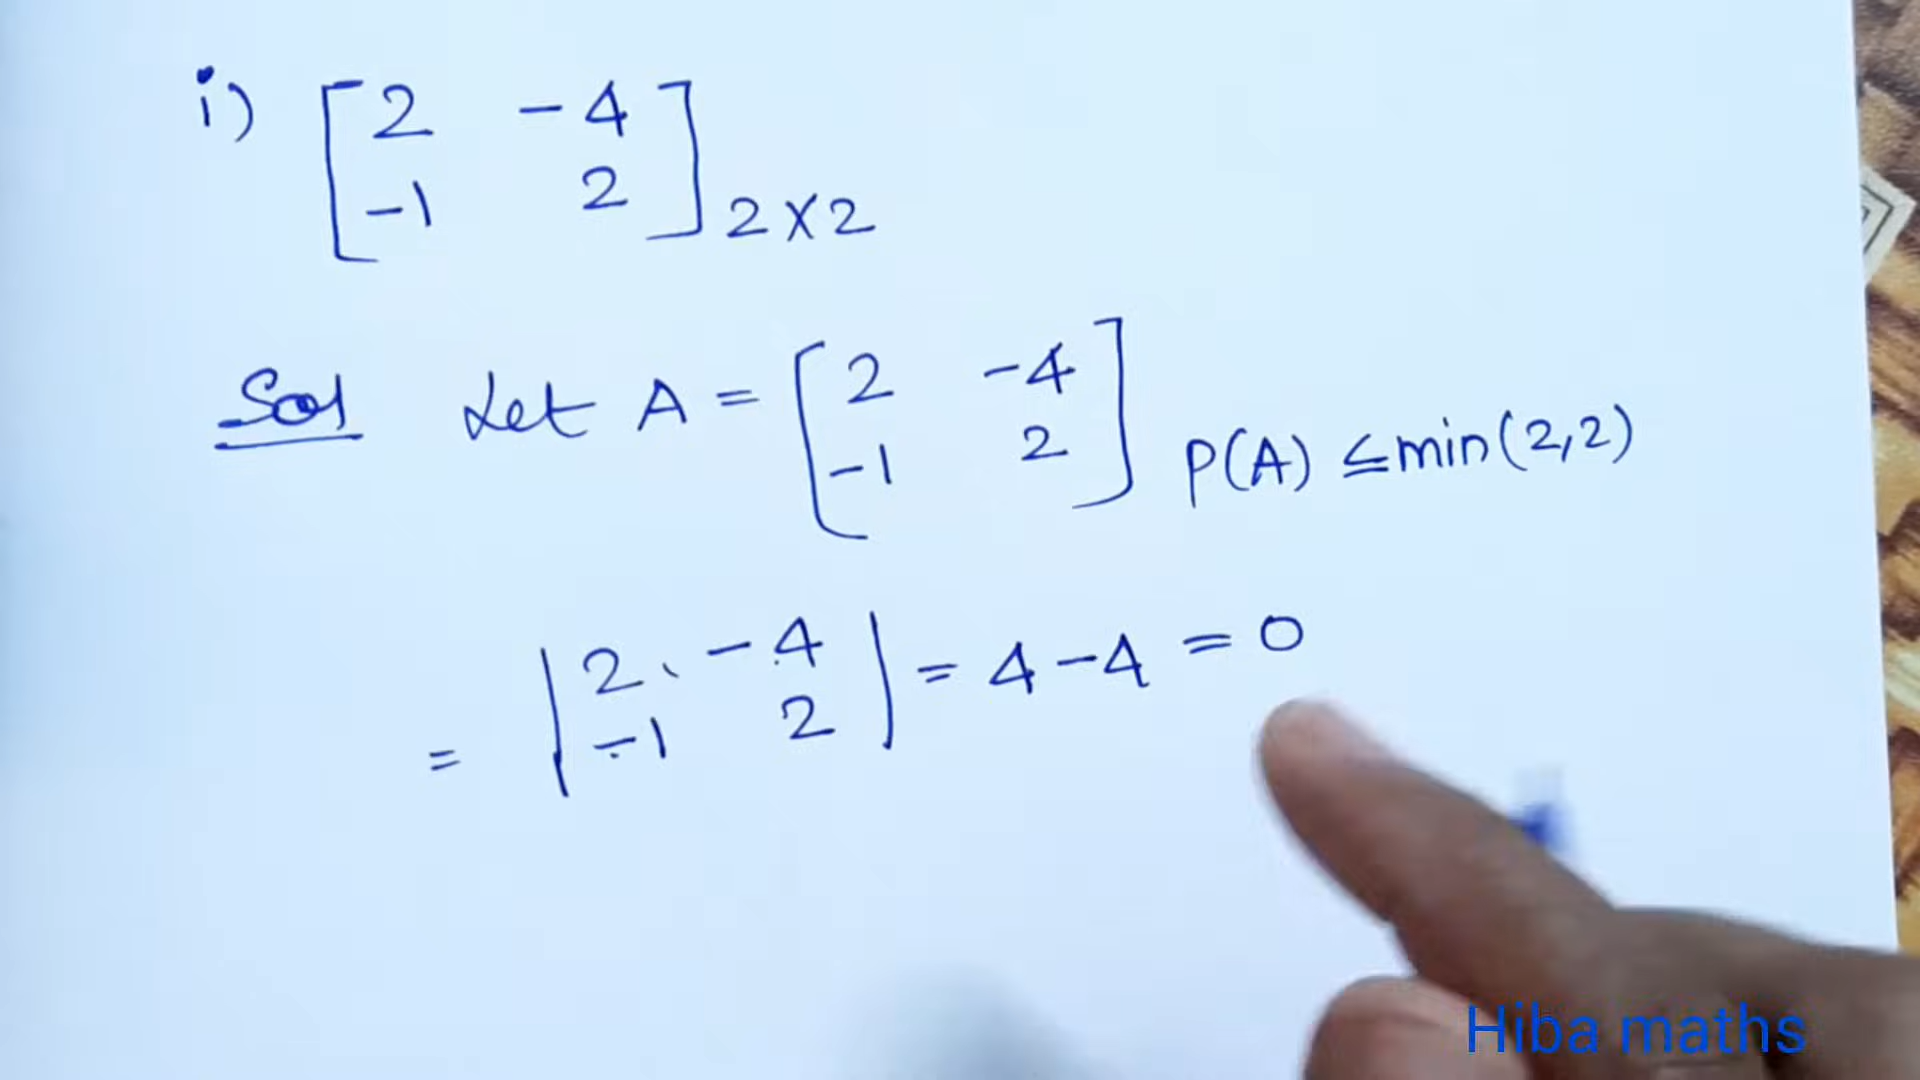 i) [2 -4
-1 2] 2×2
Sol Let A = [2 -4
-1 2] P(A) ≤ min(2,2)
= |2 -4
-1 2| = 4 - 4 = 0
Hiba maths